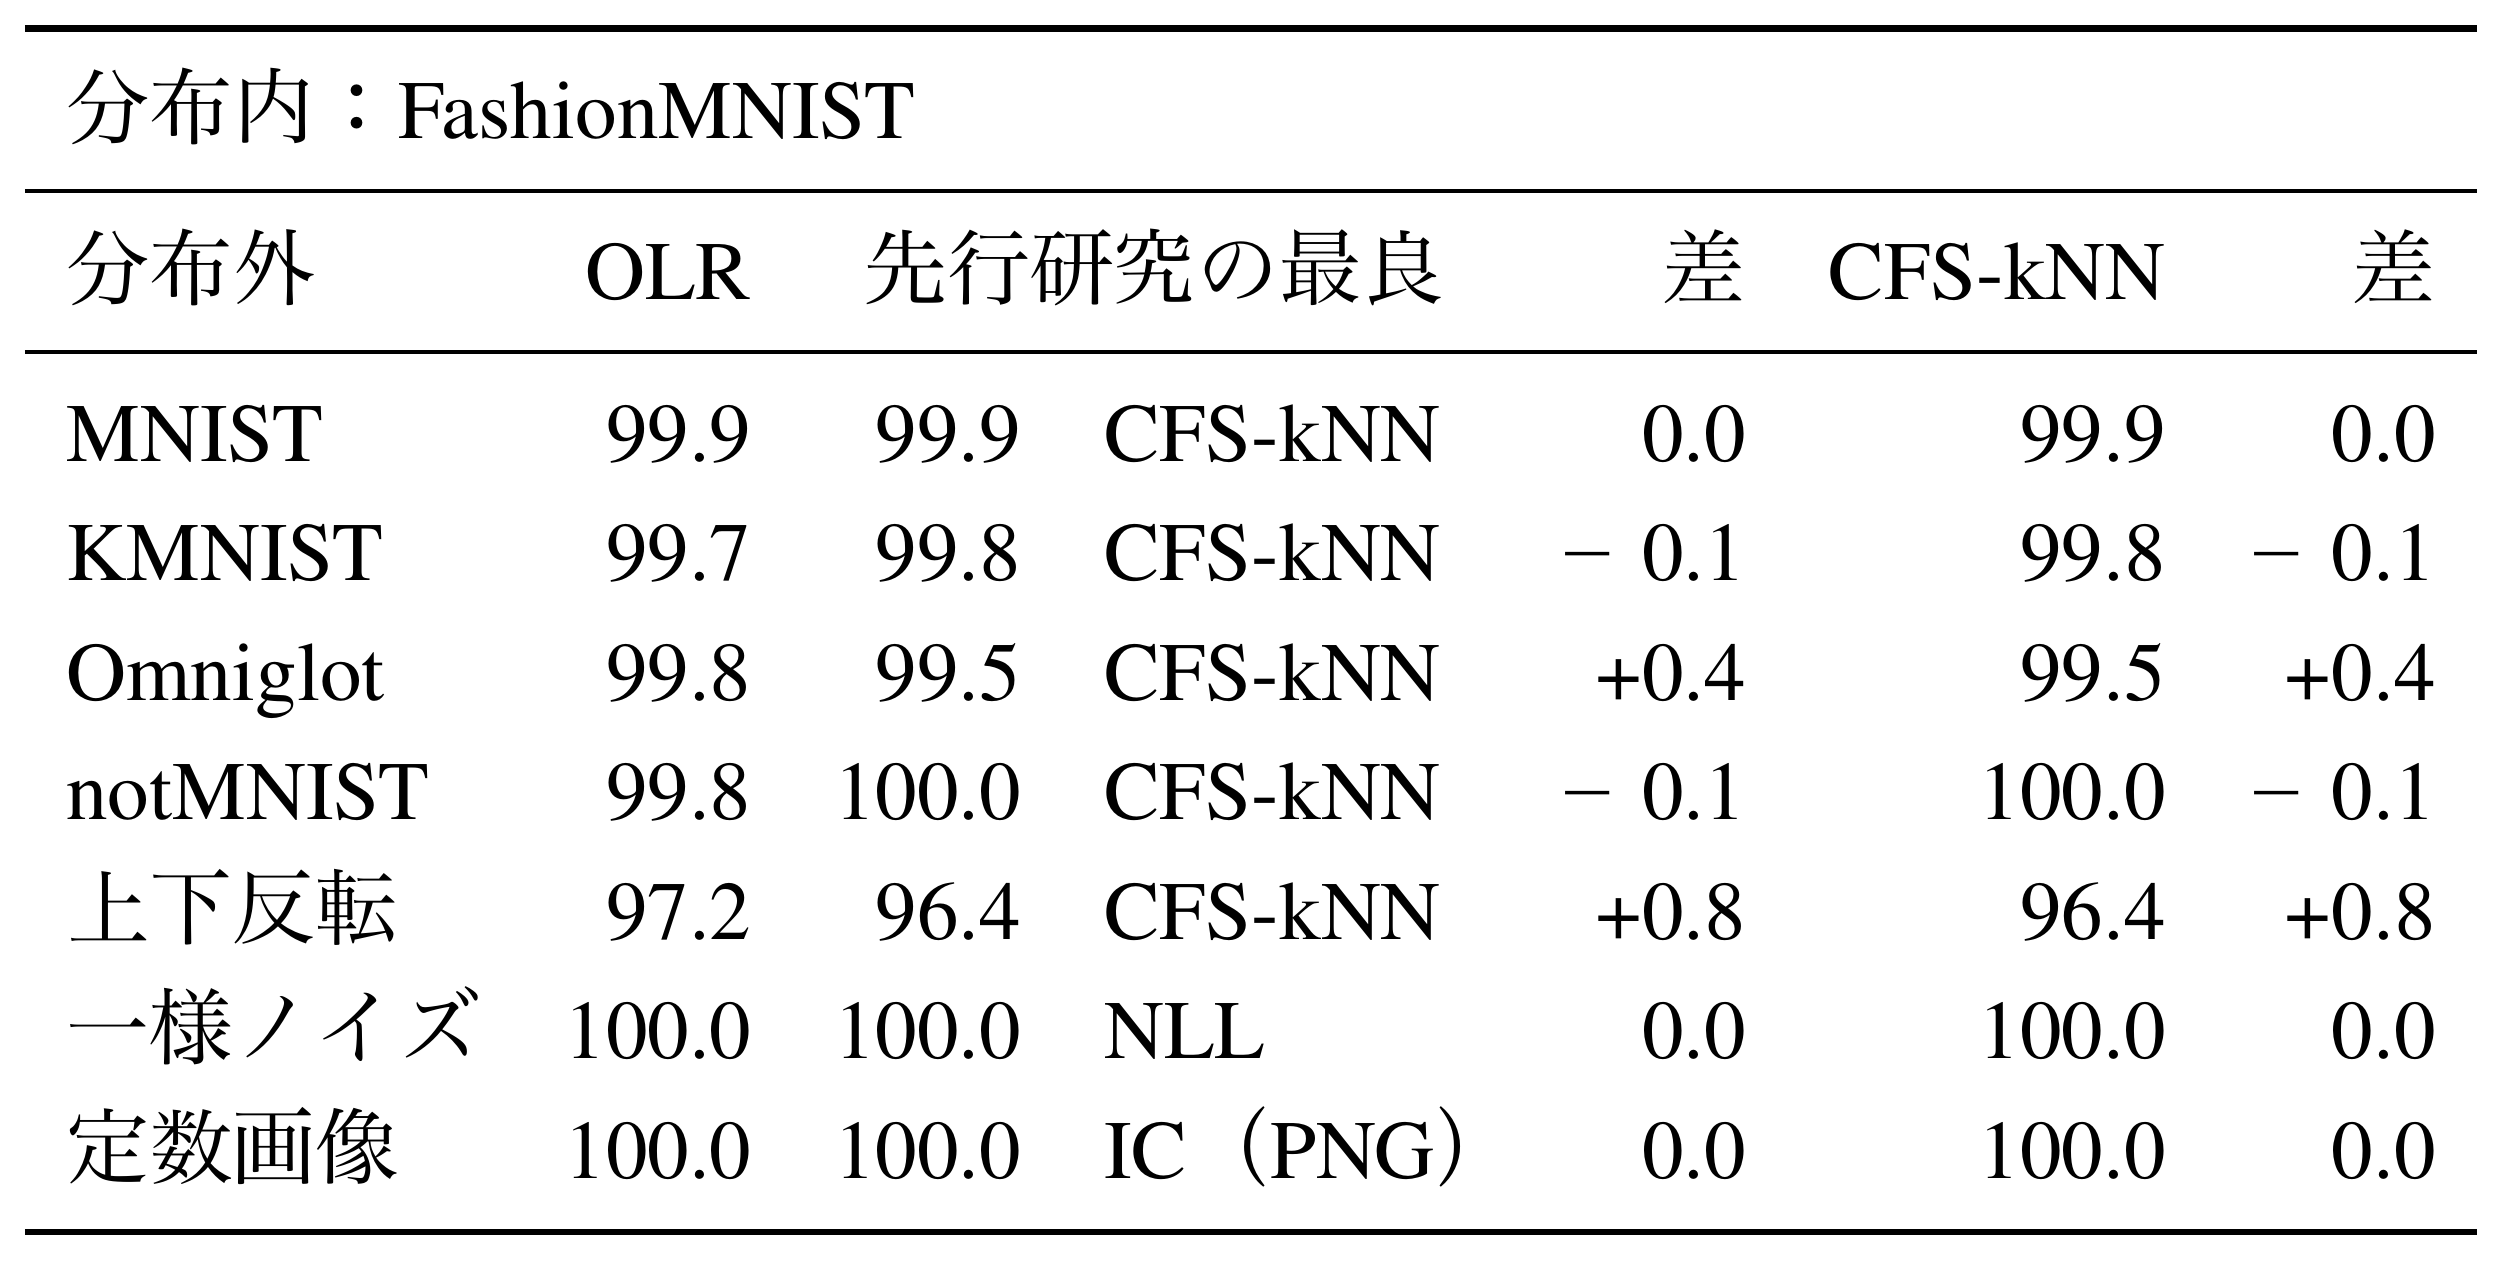 分布内：FashionMNIST
分布外 OLR 先行研究の最良 差 CFS-kNN 差
MNIST 99.9 99.9 CFS-kNN 0.0 99.9 0.0
KMNIST 99.7 99.8 CFS-kNN − 0.1 99.8 − 0.1
Omniglot 99.8 99.5 CFS-kNN +0.4 99.5 +0.4
notMNIST 99.8 100.0 CFS-kNN − 0.1 100.0 − 0.1
上下反転 97.2 96.4 CFS-kNN +0.8 96.4 +0.8
一様ノイズ 100.0 100.0 NLL 0.0 100.0 0.0
定数画像 100.0 100.0 IC（PNG） 0.0 100.0 0.0